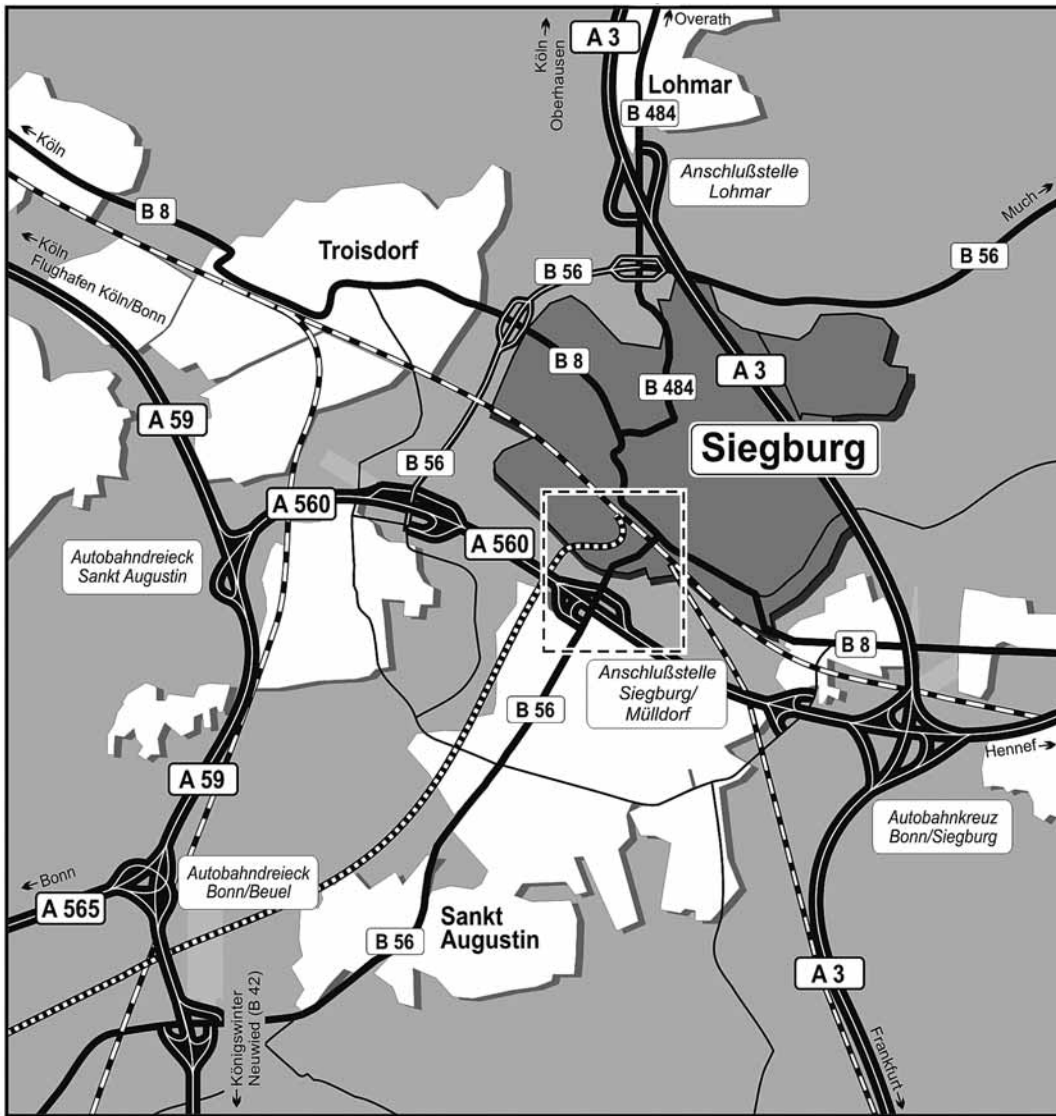 Köln
Oberhausen
A 3
Overath
Lohmar
B 484
Köln
Anschlußstelle
Lohmar
Much
B 8
Troisdorf
B 56
B 56
Köln
Flughafen Köln/Bonn
B 8
A 3
B 484
A 59
Siegburg
B 56
A 560
A 560
Autobahndreieck
Sankt Augustin
B 8
Anschlußstelle
Siegburg/
Mülldorf
B 56
Hennef
A 59
Autobahnkreuz
Bonn/Siegburg
Autobahndreieck
Bonn/Beuel
Bonn
A 565
Sankt
Augustin
B 56
A 3
Königswinter
Neuwied (B 42)
Frankfurt